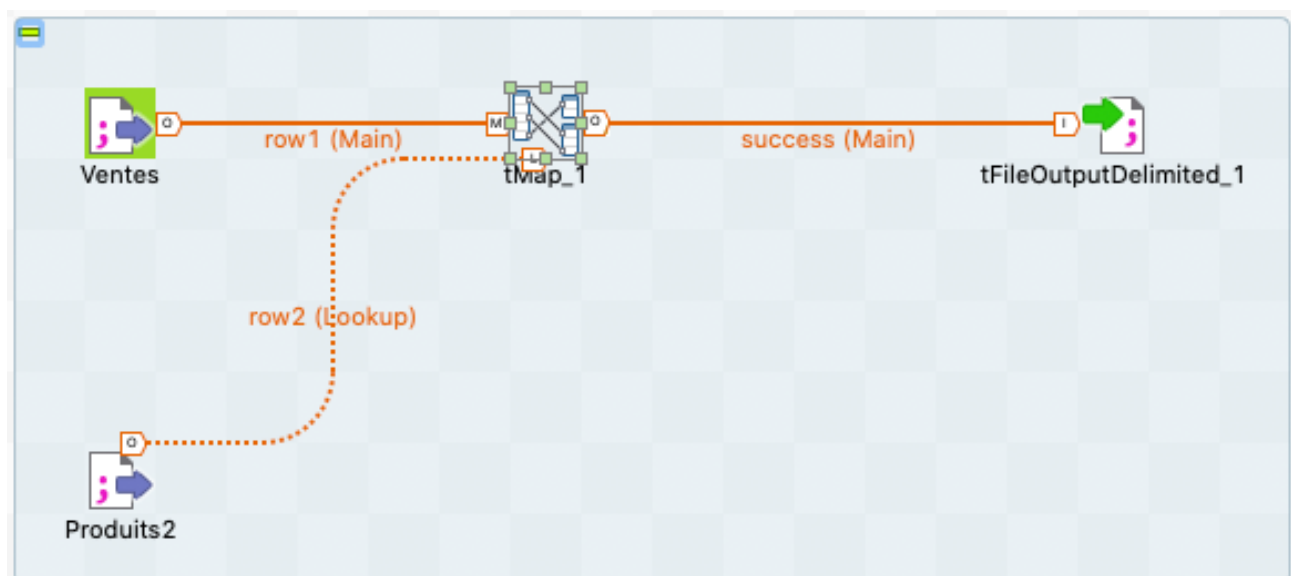 O
row1 (Main)
M
O
success (Main)
I
Ventes
L
tMap_1
tFileOutputDelimited_1
row2 (Lookup)
O
Produits2